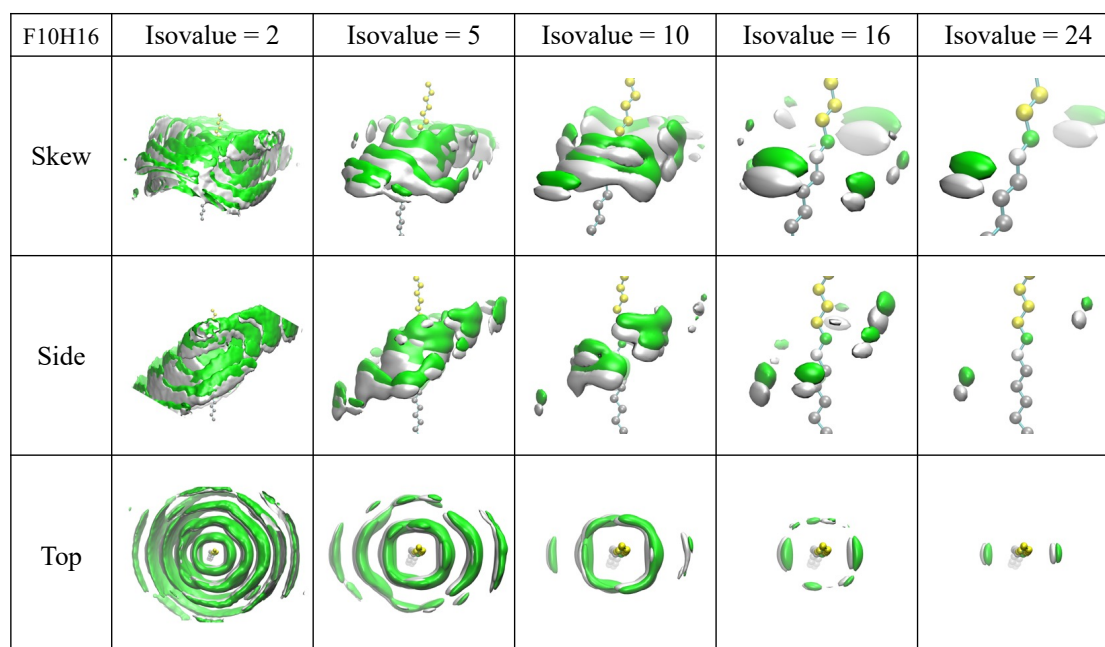 F10H16 Isovalue = 2 Isovalue = 5 Isovalue = 10 Isovalue = 16 Isovalue = 24
Skew
Side
Top